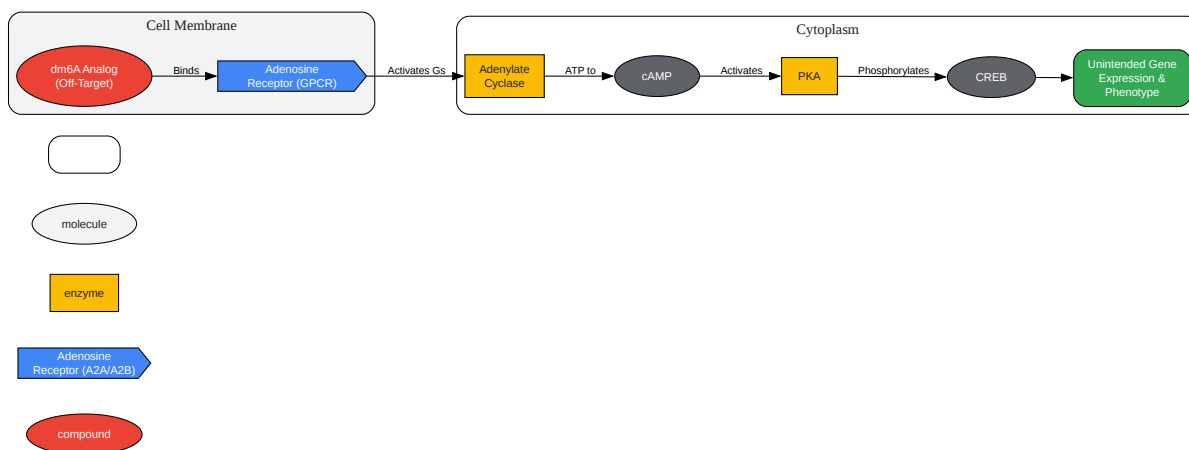 Cell Membrane
Cytoplasm
dm6A Analog
(Off-Target)
Binds
Adenosine
Receptor (GPCR)
Activates Gs
Adenylate
Cyclase
ATP to
cAMP
Activates
PKA
Phosphorylates
CREB
Unintended Gene
Expression &
Phenotype
molecule
enzyme
Adenosine
Receptor (A2A/A2B)
compound